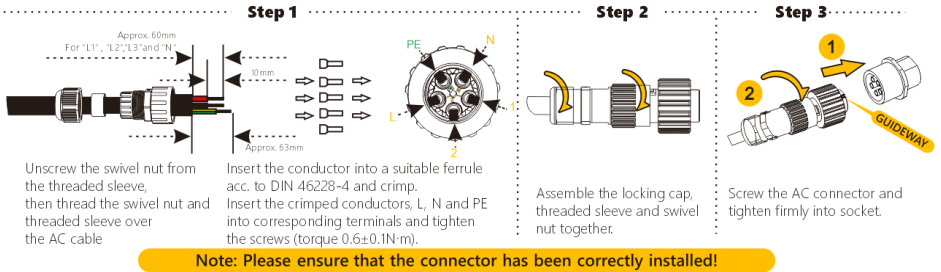 Step 1
Step 2
Step 3
Approx. 60mm
For "L1" , "L2","L3"and "N"
10mm
Approx. 63mm
PE
N
L
1
2
1
2
GUIDEWAY
Unscrew the swivel nut from
the threaded sleeve,
then thread the swivel nut and
threaded sleeve over
the AC cable
Insert the conductor into a suitable ferrule
acc. to DIN 46228-4 and crimp.
Insert the crimped conductors, L, N and PE
into corresponding terminals and tighten
the screws (torque 0.6±0.1N·m).
Assemble the locking cap,
threaded sleeve and swivel
nut together.
Screw the AC connector and
tighten firmly into socket.
Note: Please ensure that the connector has been correctly installed!